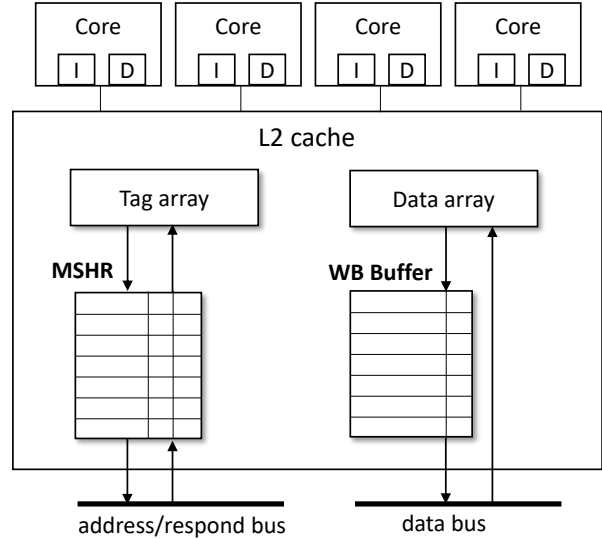 Core Core Core Core
I D I D I D I D
L2 cache
Tag array Data array
MSHR WB Buffer
address/respond bus data bus